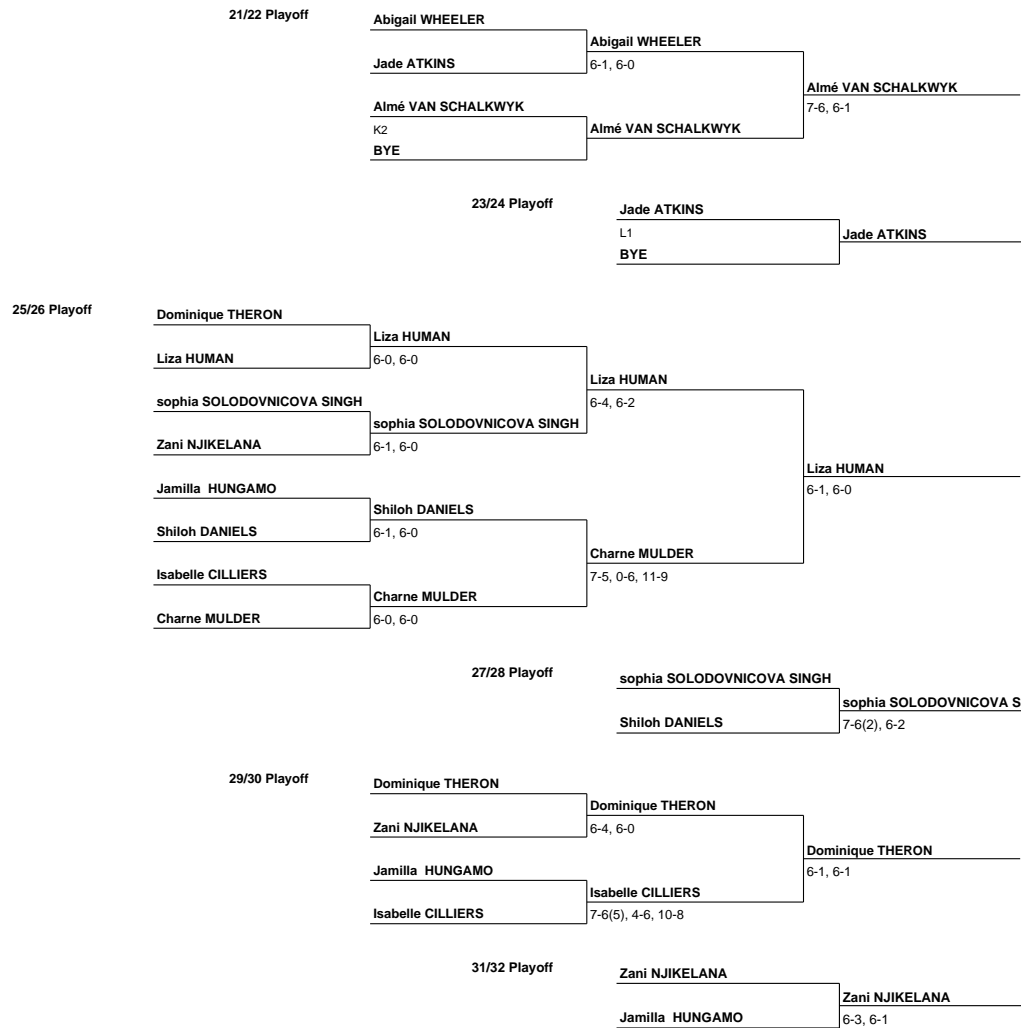 21/22 Playoff
Abigail WHEELER
Abigail WHEELER
Jade ATKINS
6-1, 6-0
Almé VAN SCHALKWYK
Almé VAN SCHALKWYK
7-6, 6-1
K2
Almé VAN SCHALKWYK
BYE
23/24 Playoff
Jade ATKINS
L1
Jade ATKINS
BYE
25/26 Playoff
Dominique THERON
Liza HUMAN
Liza HUMAN
6-0, 6-0
Liza HUMAN
sophia SOLODOVNICOVA SINGH
6-4, 6-2
sophia SOLODOVNICOVA SINGH
Zani NJIKELANA
6-1, 6-0
Liza HUMAN
Jamilla  HUNGAMO
6-1, 6-0
Shiloh DANIELS
Shiloh DANIELS
6-1, 6-0
Charne MULDER
Isabelle CILLIERS
7-5, 0-6, 11-9
Charne MULDER
Charne MULDER
6-0, 6-0
27/28 Playoff
sophia SOLODOVNICOVA SINGH
sophia SOLODOVNICOVA S
Shiloh DANIELS
7-6(2), 6-2
29/30 Playoff
Dominique THERON
Dominique THERON
Zani NJIKELANA
6-4, 6-0
Dominique THERON
Jamilla  HUNGAMO
6-1, 6-1
Isabelle CILLIERS
Isabelle CILLIERS
7-6(5), 4-6, 10-8
31/32 Playoff
Zani NJIKELANA
Zani NJIKELANA
Jamilla  HUNGAMO
6-3, 6-1